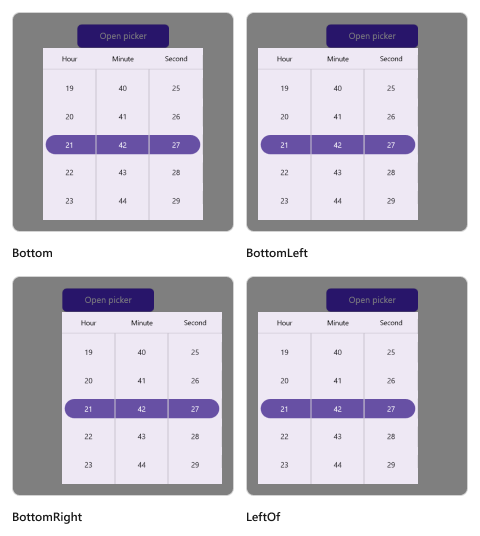 Open picker
Hour Minute Second
19 40 25
20 41 26
21 42 27
22 43 28
23 44 29
Bottom
Open picker
Hour Minute Second
19 40 25
20 41 26
21 42 27
22 43 28
23 44 29
BottomLeft
Open picker
Hour Minute Second
19 40 25
20 41 26
21 42 27
22 43 28
23 44 29
BottomRight
Open picker
Hour Minute Second
19 40 25
20 41 26
21 42 27
22 43 28
23 44 29
LeftOf